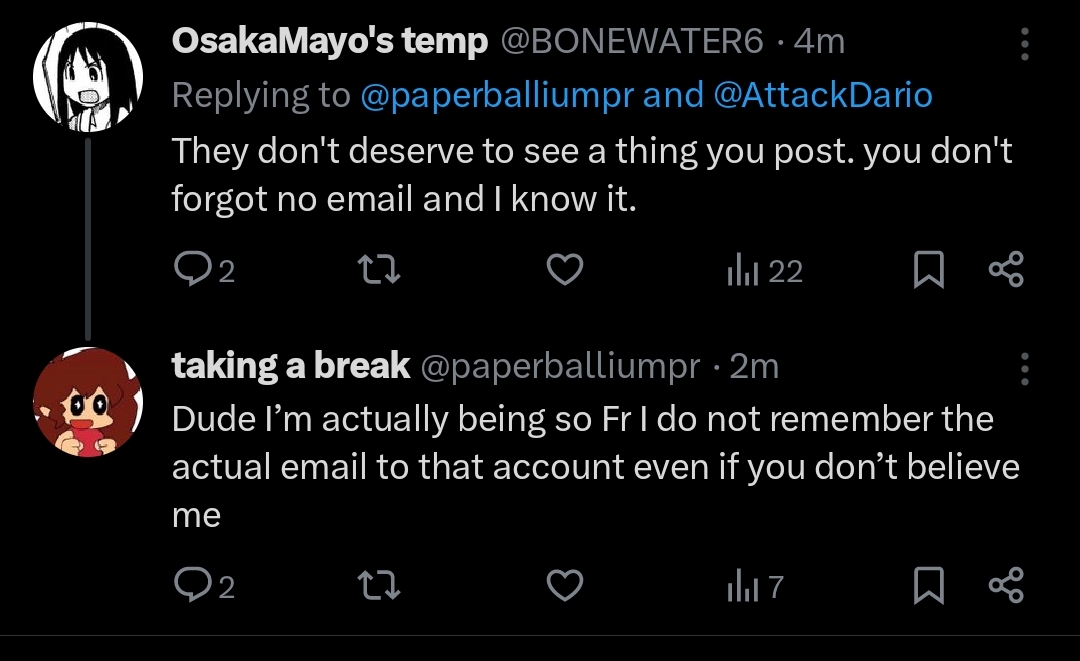 OsakaMayo's temp @BONEWATER6 · 4m
Replying to @paperballiumpr and @AttackDario
They don't deserve to see a thing you post. you don't
forgot no email and I know it.
2 22
taking a break @paperballiumpr · 2m
Dude I’m actually being so Fr I do not remember the
actual email to that account even if you don’t believe
me
2 7